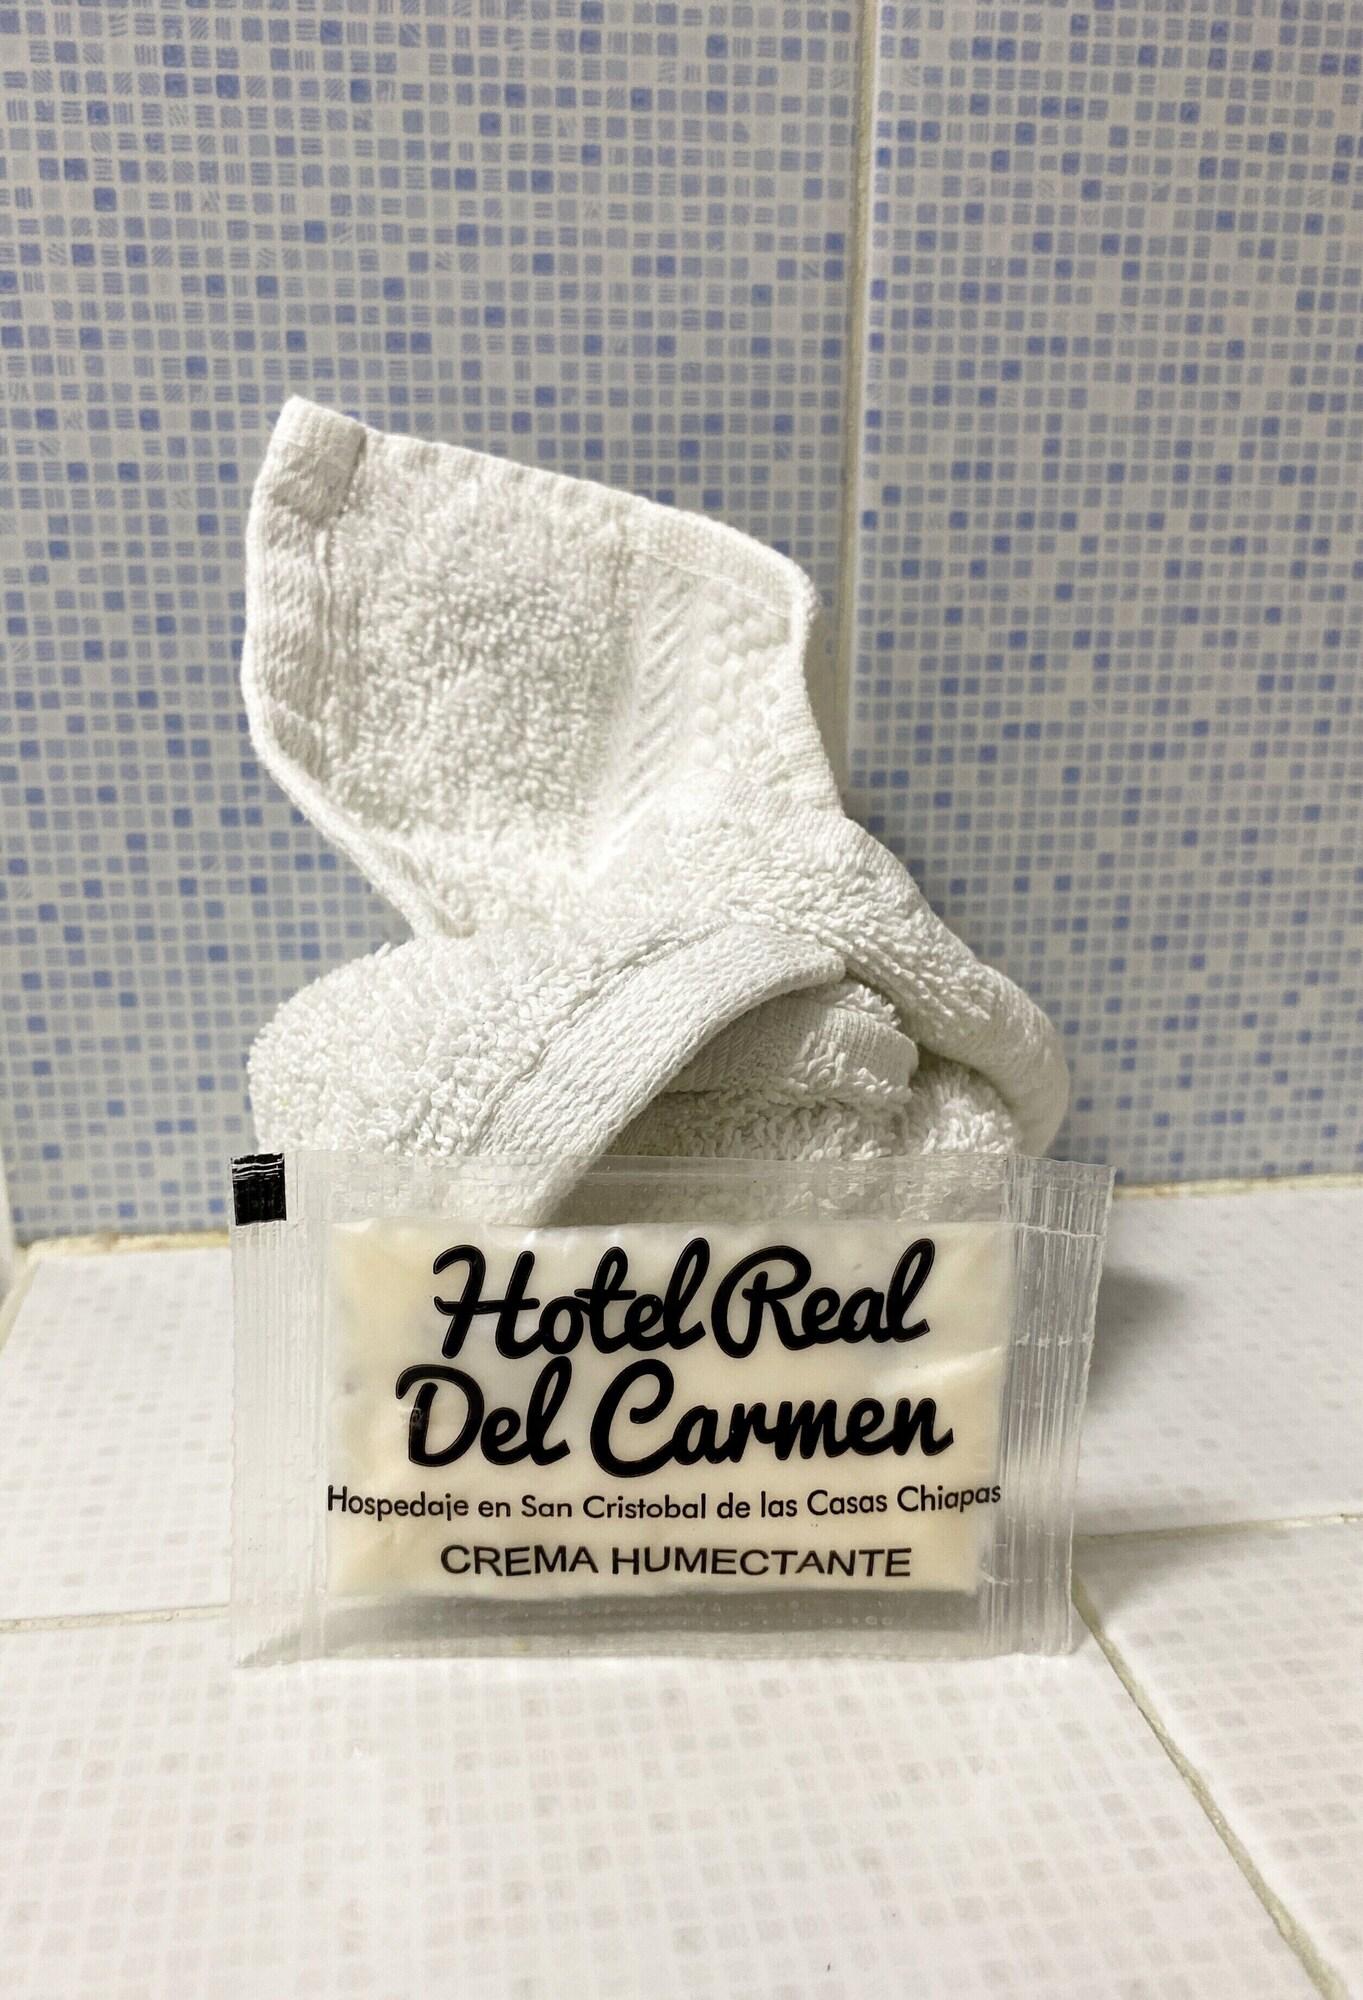 Hotel Real
Del Carmen
Hospedaje en San Cristobal de las Casas Chiapas
CREMA HUMECTANTE